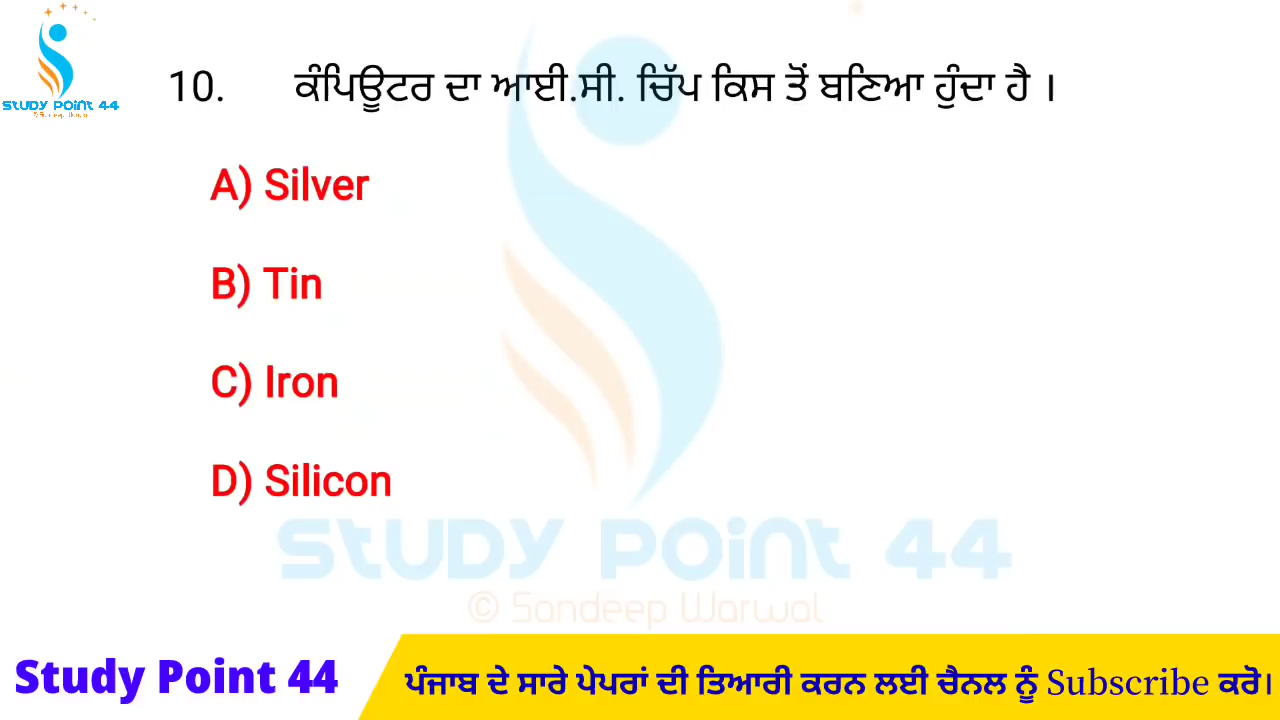 STUDY POINT 44
10. ਕੰਪਿਊਟਰ ਦਾ ਆਈ.ਸੀ. ਚਿੱਪ ਕਿਸ ਤੋਂ ਬਣਿਆ ਹੁੰਦਾ ਹੈ ।
A) Silver
B) Tin
C) Iron
D) Silicon
STUDY POINT 44
© Sandeep Warwal
Study Point 44
ਪੰਜਾਬ ਦੇ ਸਾਰੇ ਪੇਪਰਾਂ ਦੀ ਤਿਆਰੀ ਕਰਨ ਲਈ ਚੈਨਲ ਨੂੰ Subscribe ਕਰੋ।